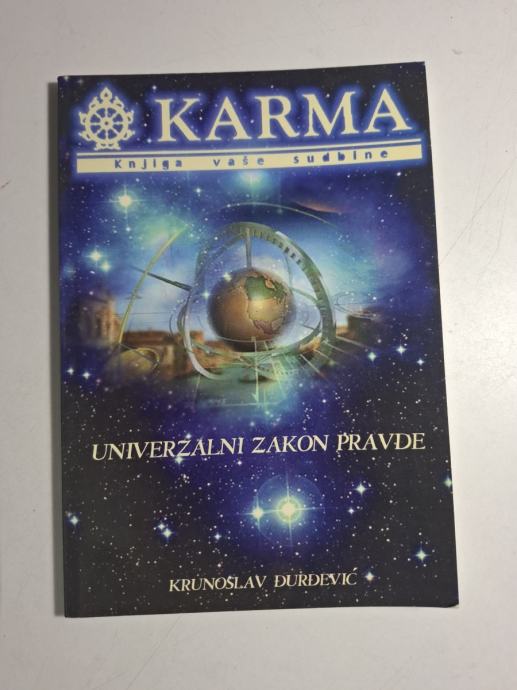 KARMA
Knjiga vaše sudbine
UNIVERZALNI ZAKON PRAVDE
KRUNOSLAV ĐURĐEVIĆ